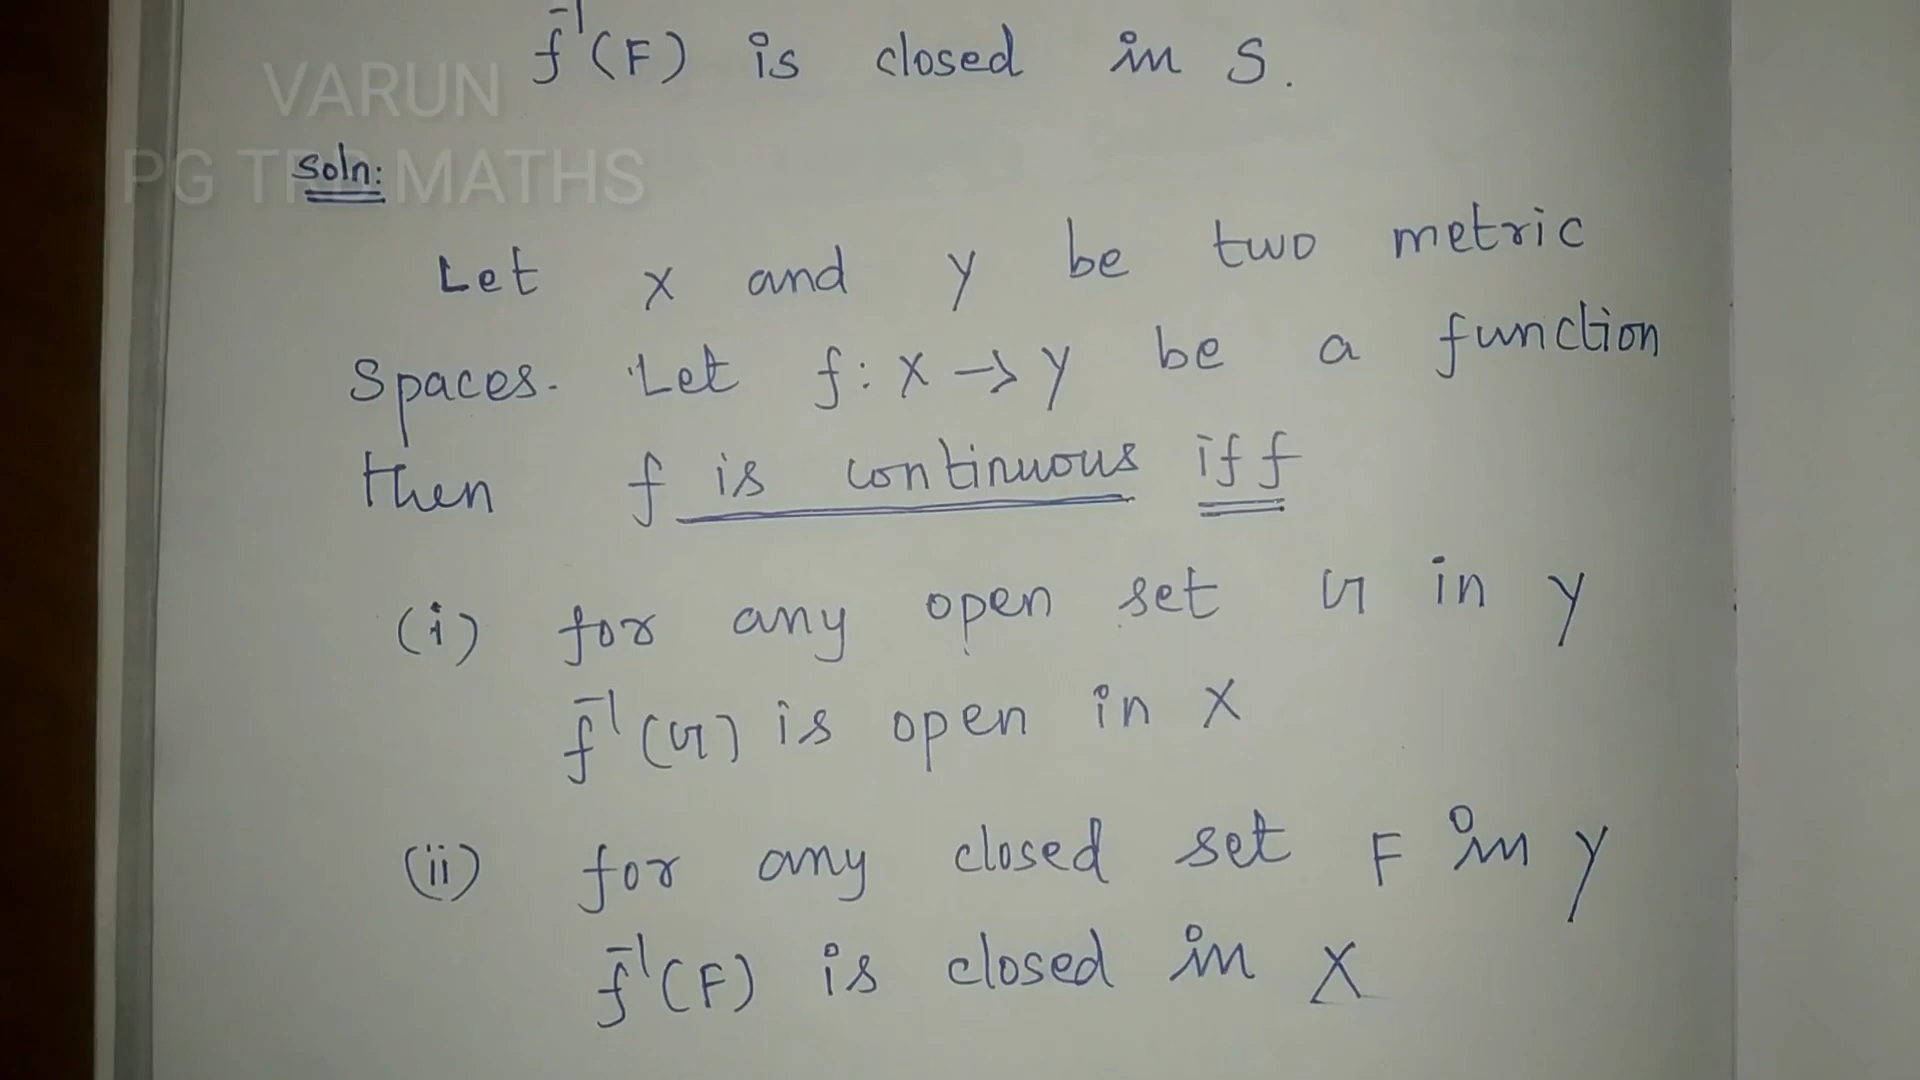 f⁻¹(F) is closed in S.
VARUN
PG TRB MATHS
Soln:
Let X and Y be two metric
Spaces. Let f: X → Y be a function
then f is continuous iff
(i) for any open set G in Y
f⁻¹(G) is open in X
(ii) for any closed set F in Y
f⁻¹(F) is closed in X